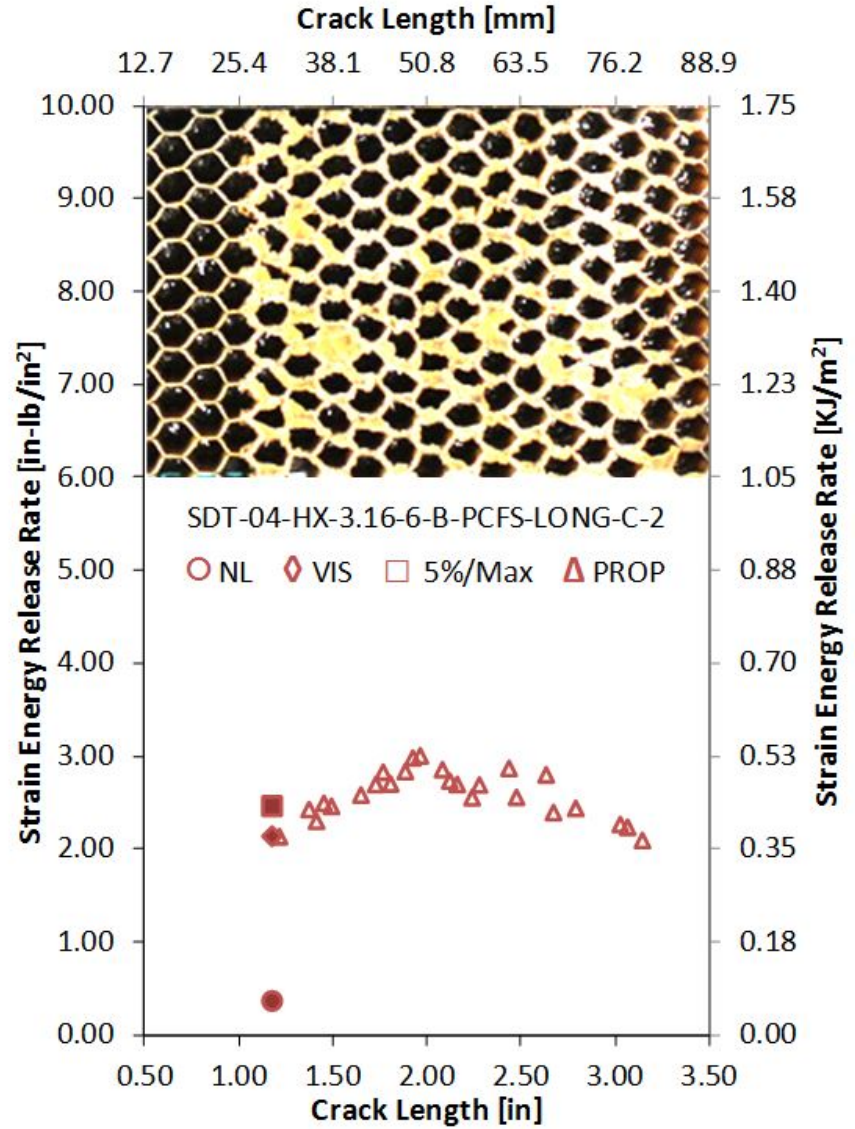 Crack Length [mm]
12.7 25.4 38.1 50.8 63.5 76.2 88.9
10.00 1.75
9.00 1.58
8.00 1.40
7.00 1.23
6.00 1.05
5.00 0.88
4.00 0.70
3.00 0.53
2.00 0.35
1.00 0.18
0.00 0.00
Strain Energy Release Rate [in-lb/in²]
Strain Energy Release Rate [KJ/m²]
SDT-04-HX-3.16-6-B-PCFS-LONG-C-2
NL VIS 5%/Max PROP
0.50 1.00 1.50 2.00 2.50 3.00 3.50
Crack Length [in]